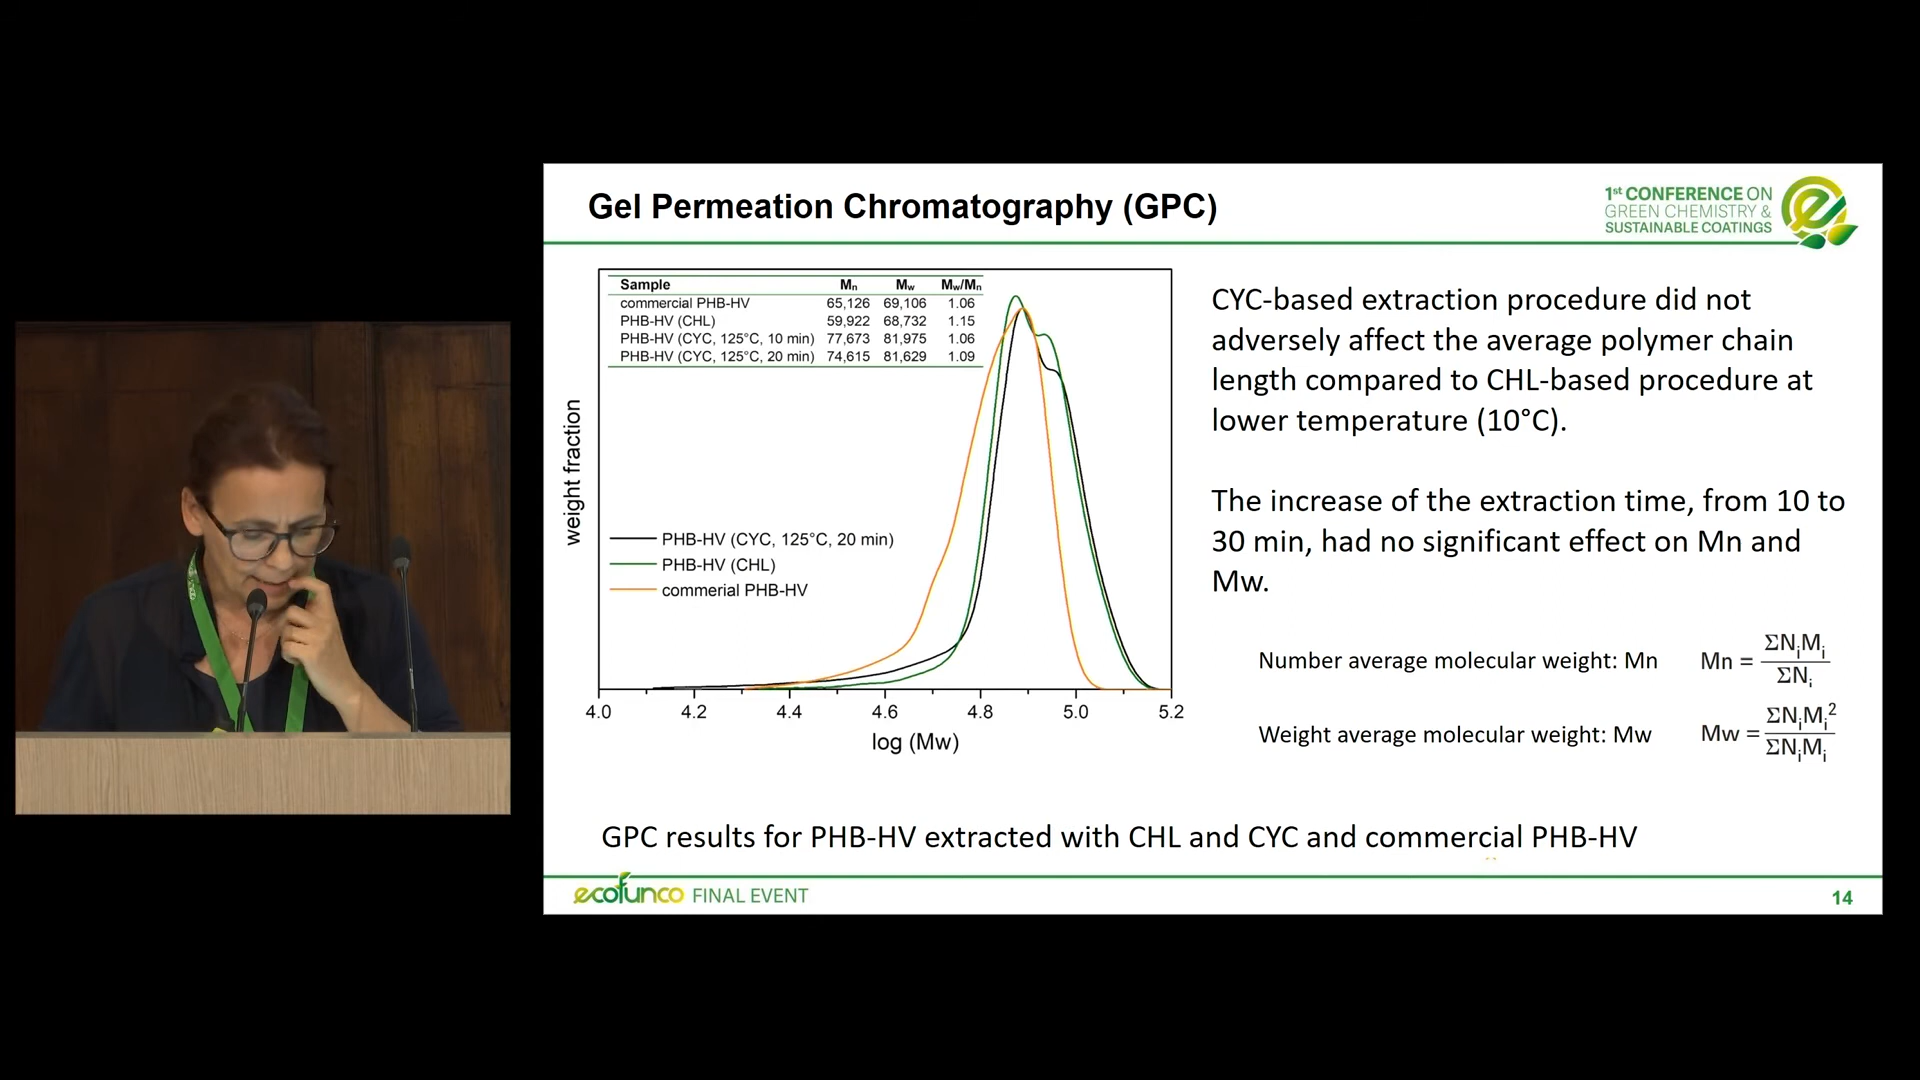 Gel Permeation Chromatography (GPC)
1st CONFERENCE ON
GREEN CHEMISTRY &
SUSTAINABLE COATINGS
Sample Mn Mw Mw/Mn
commercial PHB-HV 65,126 69,106 1.06
PHB-HV (CHL) 59,922 68,732 1.15
PHB-HV (CYC, 125°C, 10 min) 77,673 81,975 1.06
PHB-HV (CYC, 125°C, 20 min) 74,615 81,629 1.09
weight fraction
PHB-HV (CYC, 125°C, 20 min)
PHB-HV (CHL)
commerial PHB-HV
4.0 4.2 4.4 4.6 4.8 5.0 5.2
log (Mw)
CYC-based extraction procedure did not
adversely affect the average polymer chain
length compared to CHL-based procedure at
lower temperature (10°C).
The increase of the extraction time, from 10 to
30 min, had no significant effect on Mn and
Mw.
Number average molecular weight: Mn Mn = ΣNiMi / ΣNi
Weight average molecular weight: Mw Mw = ΣNiMi² / ΣNiMi
GPC results for PHB-HV extracted with CHL and CYC and commercial PHB-HV
ecofunco FINAL EVENT
14